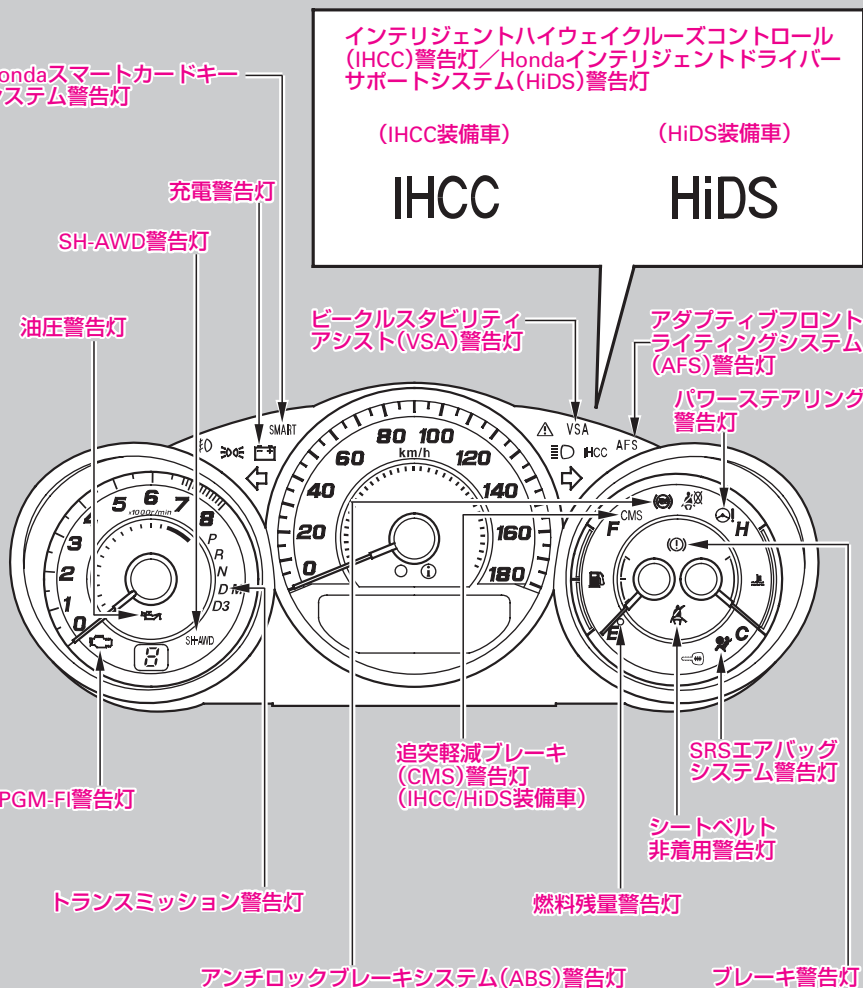 インテリジェントハイウェイクルーズコントロール
(IHCC)警告灯／Hondaインテリジェントドライバー
サポートシステム(HiDS)警告灯
(IHCC装備車)
(HiDS装備車)
IHCC
HiDS
ondaスマートカードキー
システム警告灯
充電警告灯
SH-AWD警告灯
油圧警告灯
ビークルスタビリティ
アシスト(VSA)警告灯
アダプティブフロント
ライティングシステム
(AFS)警告灯
パワーステアリング
警告灯
SMART
VSA
IHCC
AFS
0
1
2
3
4
5
6
7
8
x1000r/min
P
R
N
D M
D3
SH-AWD
8
0
20
40
60
80
100
120
140
160
180
km/h
CMS
F
E
H
C
追突軽減ブレーキ
(CMS)警告灯
(IHCC/HiDS装備車)
SRSエアバッグ
システム警告灯
PGM-FI警告灯
シートベルト
非着用警告灯
トランスミッション警告灯
燃料残量警告灯
アンチロックブレーキシステム(ABS)警告灯
ブレーキ警告灯